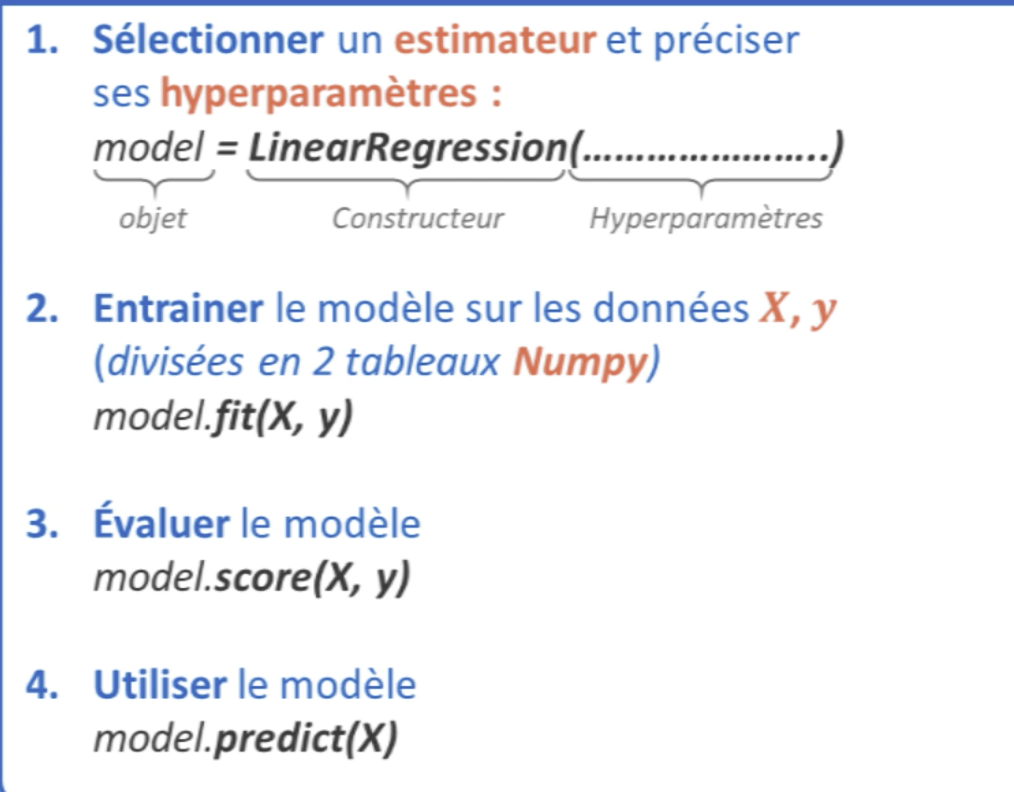 1. Sélectionner un estimateur et préciser
ses hyperparamètres :
model = LinearRegression(........................)
objet Constructeur Hyperparamètres
2. Entrainer le modèle sur les données X, y
(divisées en 2 tableaux Numpy)
model.fit(X, y)
3. Évaluer le modèle
model.score(X, y)
4. Utiliser le modèle
model.predict(X)